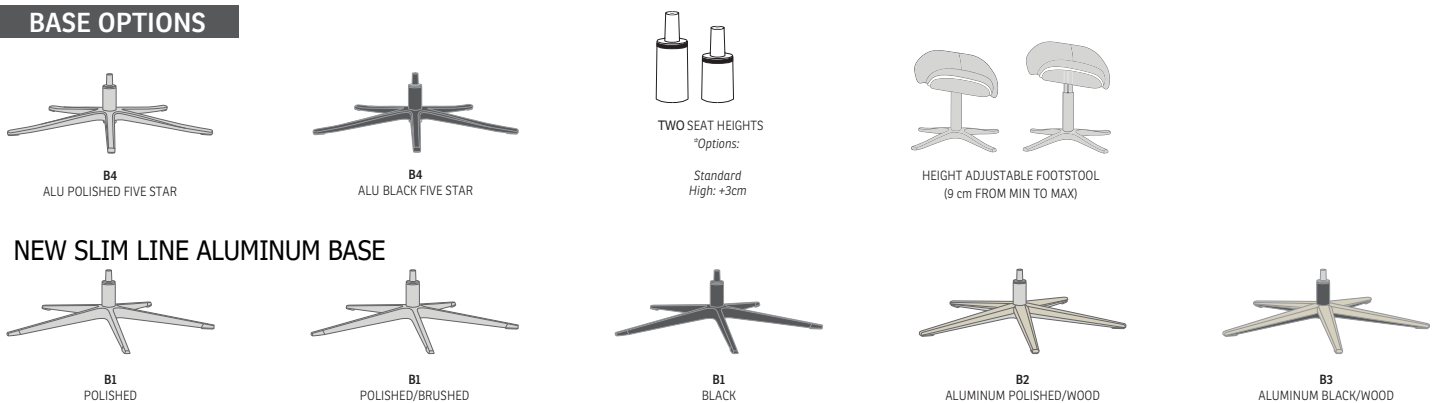 BASE OPTIONS
B4
ALU POLISHED FIVE STAR
B4
ALU BLACK FIVE STAR
TWO SEAT HEIGHTS
*Options:
Standard
High: +3cm
HEIGHT ADJUSTABLE FOOTSTOOL
(9 cm FROM MIN TO MAX)
NEW SLIM LINE ALUMINUM BASE
B1
POLISHED
B1
POLISHED/BRUSHED
B1
BLACK
B2
ALUMINUM POLISHED/WOOD
B3
ALUMINUM BLACK/WOOD